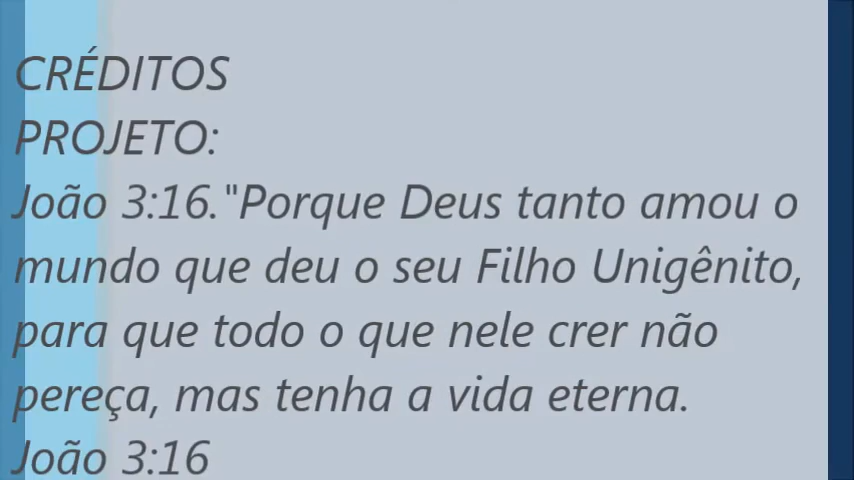 CRÉDITOS
PROJETO:
João 3:16."Porque Deus tanto amou o
mundo que deu o seu Filho Unigênito,
para que todo o que nele crer não
pereça, mas tenha a vida eterna.
João 3:16